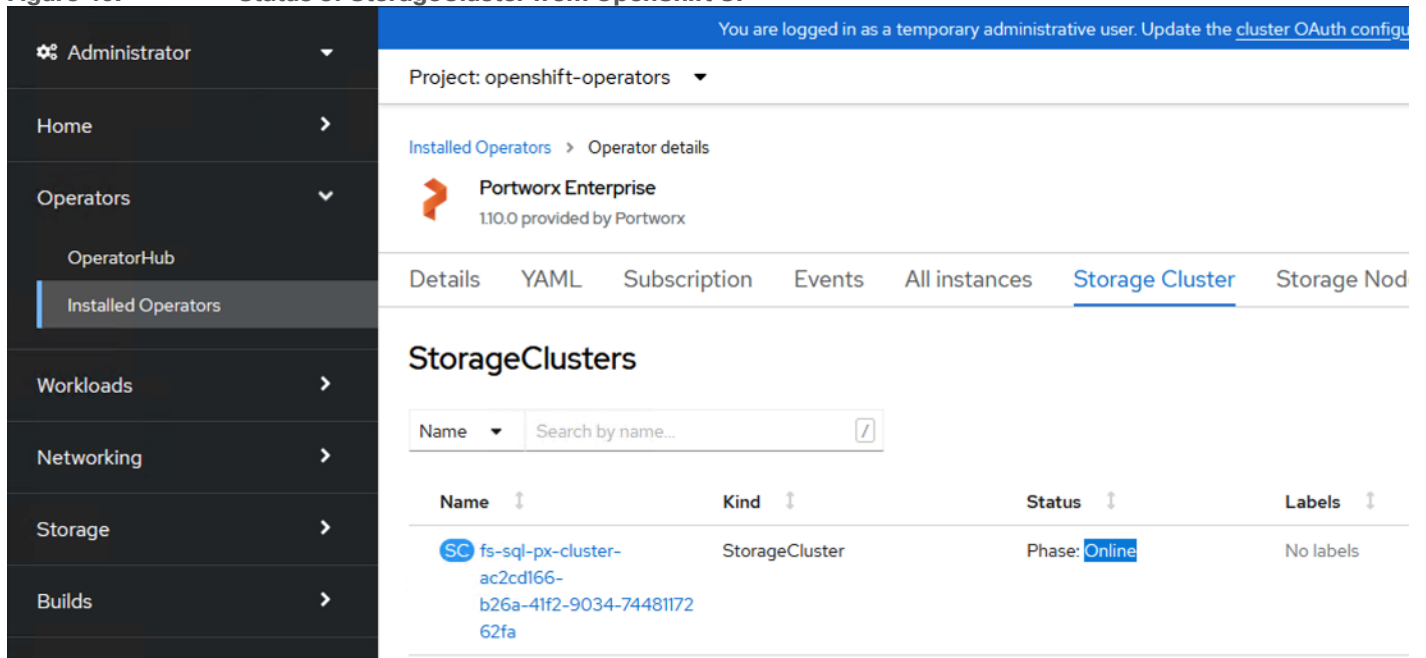 You are logged in as a temporary administrative user. Update the cluster OAuth configu
Administrator
Project: openshift-operators
Home
Installed Operators > Operator details
Operators
Portworx Enterprise
1.10.0 provided by Portworx
OperatorHub
Installed Operators
Details YAML Subscription Events All instances Storage Cluster Storage Nod
StorageClusters
Workloads
Name Search by name... /
Networking
Name Kind Status Labels
Storage
SC fs-sql-px-cluster- StorageCluster Phase: Online No labels
ac2cd166-
b26a-41f2-9034-74481172
62fa
Builds